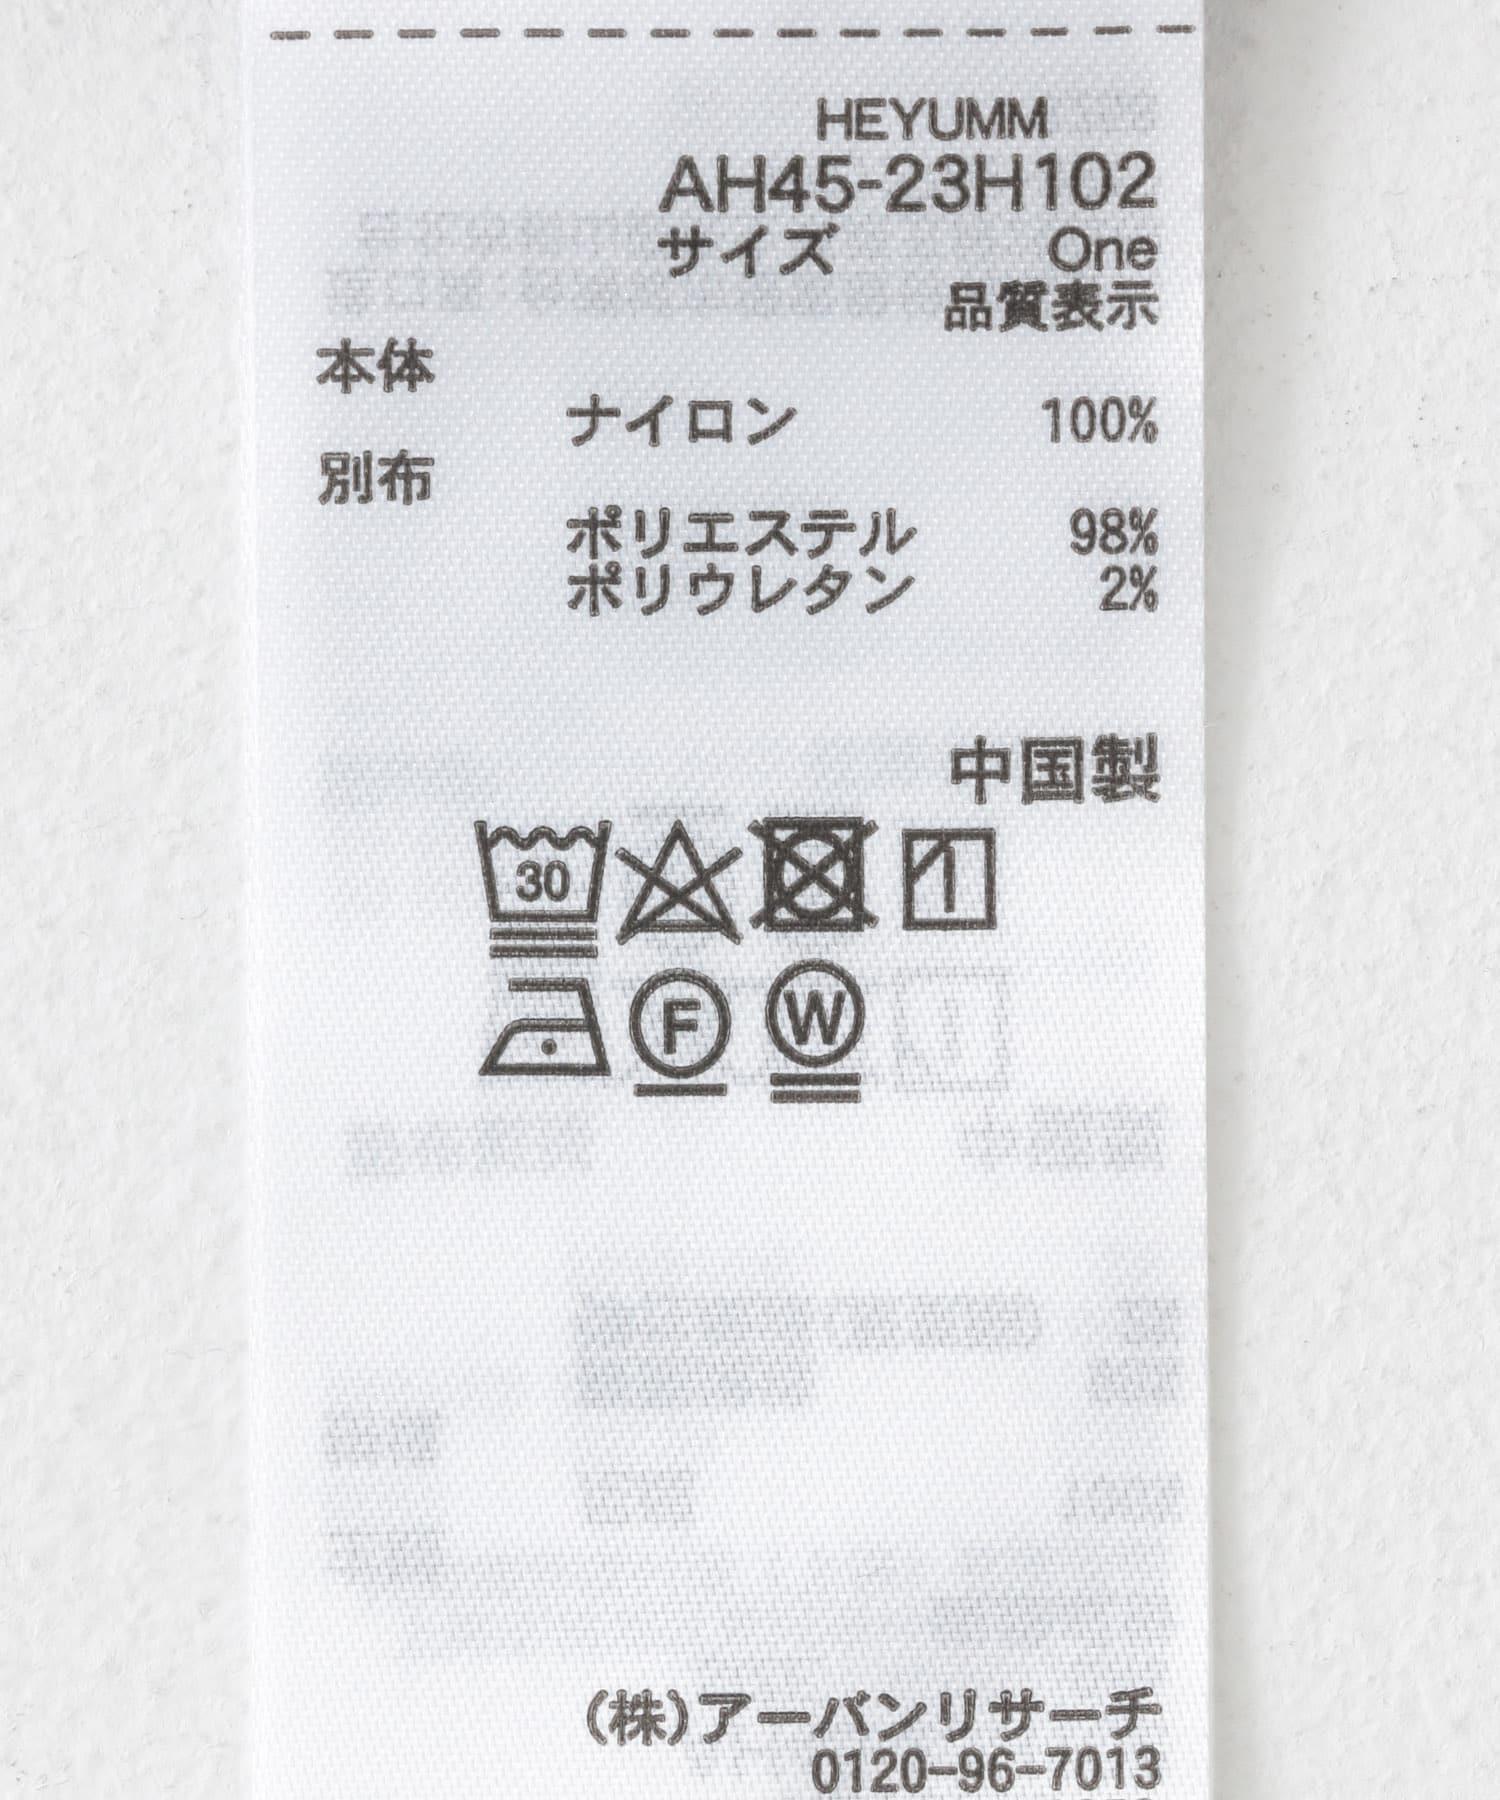 HEYUMM
AH45-23H102
サイズ One
品質表示
本体
ナイロン 100%
別布
ポリエステル 98%
ポリウレタン 2%
中国製
30
F W
(株)アーバンリサーチ
0120-96-7013